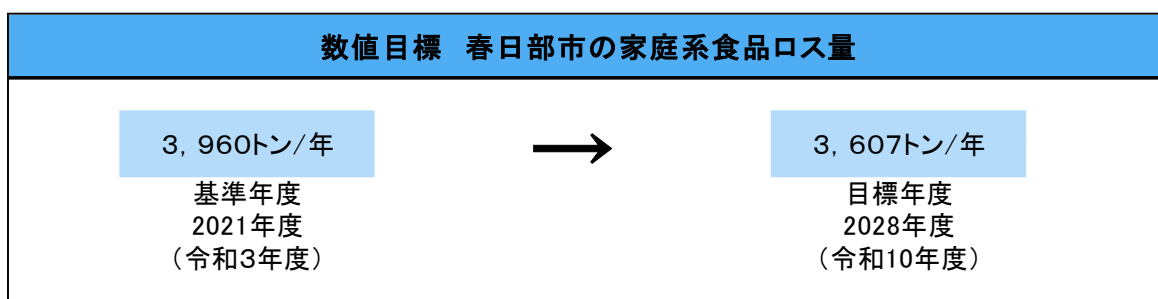 数値目標　春日部市の家庭系食品ロス量
３，９６０トン/年
→
３，６０７トン/年
基準年度
2021年度
（令和３年度）
目標年度
2028年度
（令和10年度）